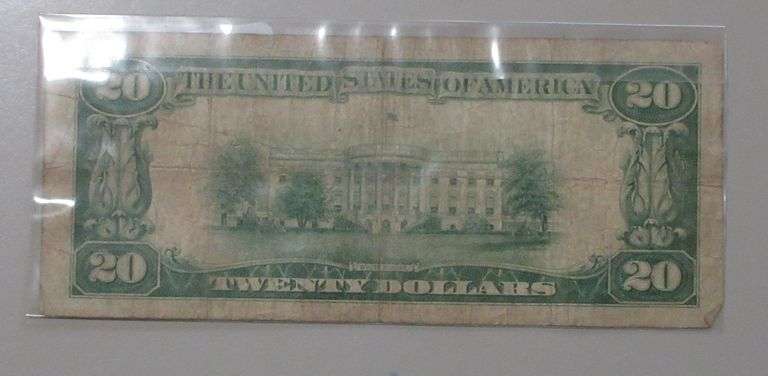 20 THE UNITED STATES OF AMERICA 20
20 TWENTY DOLLARS 20